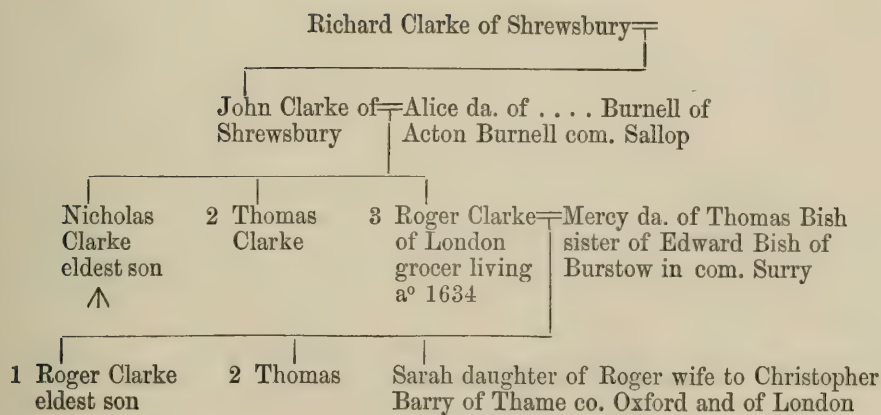 Richard Clarke of Shrewsbury
John Clarke of
Shrewsbury
Alice da. of .... Burnell of
Acton Burnell com. Sallop
Nicholas
Clarke
eldest son
2 Thomas
Clarke
3 Roger Clarke
of London
grocer living
aº 1634
Mercy da. of Thomas Bish
sister of Edward Bish of
Burstow in com. Surry
1 Roger Clarke
eldest son
2 Thomas
Sarah daughter of Roger wife to Christopher
Barry of Thame co. Oxford and of London